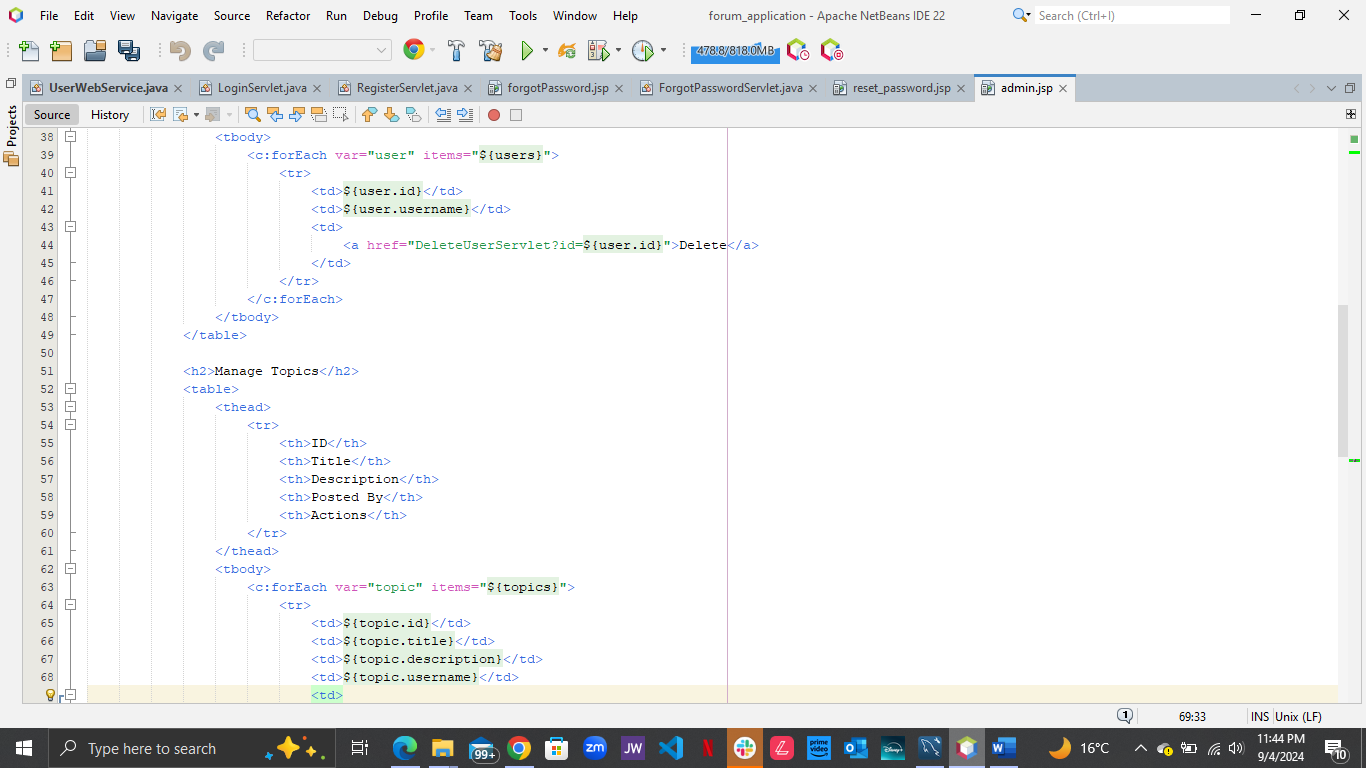 File Edit View Navigate Source Refactor Run Debug Profile Team Tools Window Help forum_application - Apache NetBeans IDE 22 Search (Ctrl+I)
478.8/818.0MB
UserWebService.java LoginServlet.java RegisterServlet.java forgotPassword.jsp ForgotPasswordServlet.java reset_password.jsp admin.jsp
Projects
Source History
38 <tbody>
39 <c:forEach var="user" items="${users}">
40 <tr>
41 <td>${user.id}</td>
42 <td>${user.username}</td>
43 <td>
44 <a href="DeleteUserServlet?id=${user.id}">Delete</a>
45 </td>
46 </tr>
47 </c:forEach>
48 </tbody>
49 </table>
50
51 <h2>Manage Topics</h2>
52 <table>
53 <thead>
54 <tr>
55 <th>ID</th>
56 <th>Title</th>
57 <th>Description</th>
58 <th>Posted By</th>
59 <th>Actions</th>
60 </tr>
61 </thead>
62 <tbody>
63 <c:forEach var="topic" items="${topics}">
64 <tr>
65 <td>${topic.id}</td>
66 <td>${topic.title}</td>
67 <td>${topic.description}</td>
68 <td>${topic.username}</td>
<td>
1 69:33 INS Unix (LF)
Type here to search 99+ zm JW N prime video Disney+ W 16°C 11:44 PM 10
9/4/2024